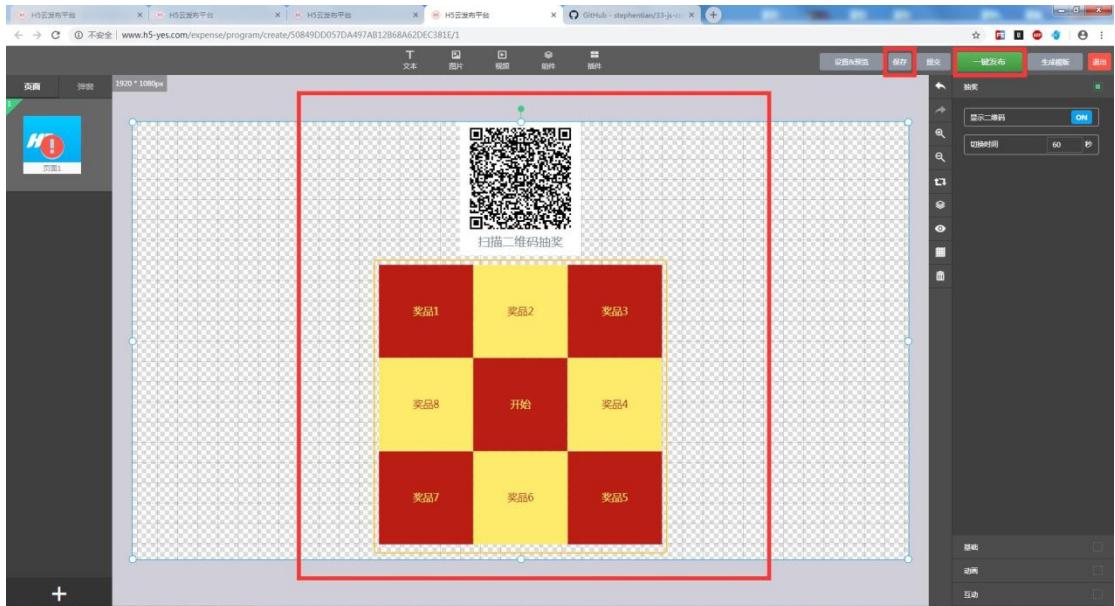 H5云发布平台
H5云发布平台
H5云发布平台
H5云发布平台
GitHub - stephentian/33-js-co
不安全 | www.h5-yes.com/expense/program/create/50849DD057DA497AB12B68A62DEC381E/1
文本
图片
视频
组件
插件
设置&预览
保存
提交
一键发布
生成模版
退出
页面
弹窗
1920 * 1080px
1
页面1
扫描二维码抽奖
奖品1
奖品2
奖品3
奖品8
开始
奖品4
奖品7
奖品6
奖品5
抽奖
显示二维码
ON
切换时间
60
秒
基础
动画
互动